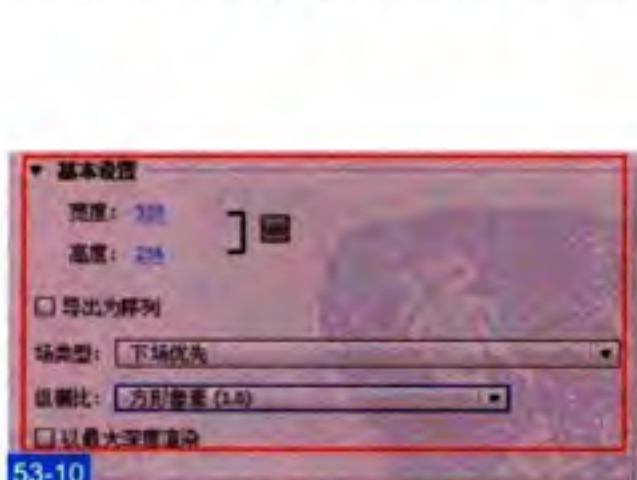 基本设置
宽度:
高度:
导出为序列
场类型: 下场优先
纵横比: 方形像素 (1.0)
以最大深度渲染
53-10